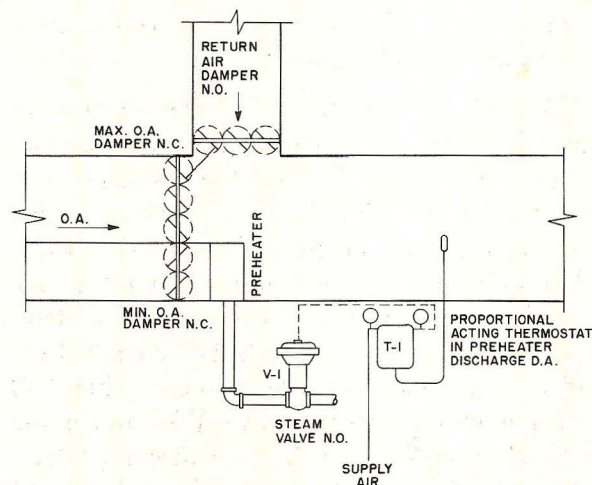 RETURN
AIR
DAMPER
N.O.
MAX. O.A.
DAMPER N.C.
O.A.
PREHEATER
MIN. O.A.
DAMPER N.C.
V-1
STEAM
VALVE N.O.
T-1
PROPORTIONAL
ACTING THERMOSTAT
IN PREHEATER
DISCHARGE D.A.
SUPPLY
AIR